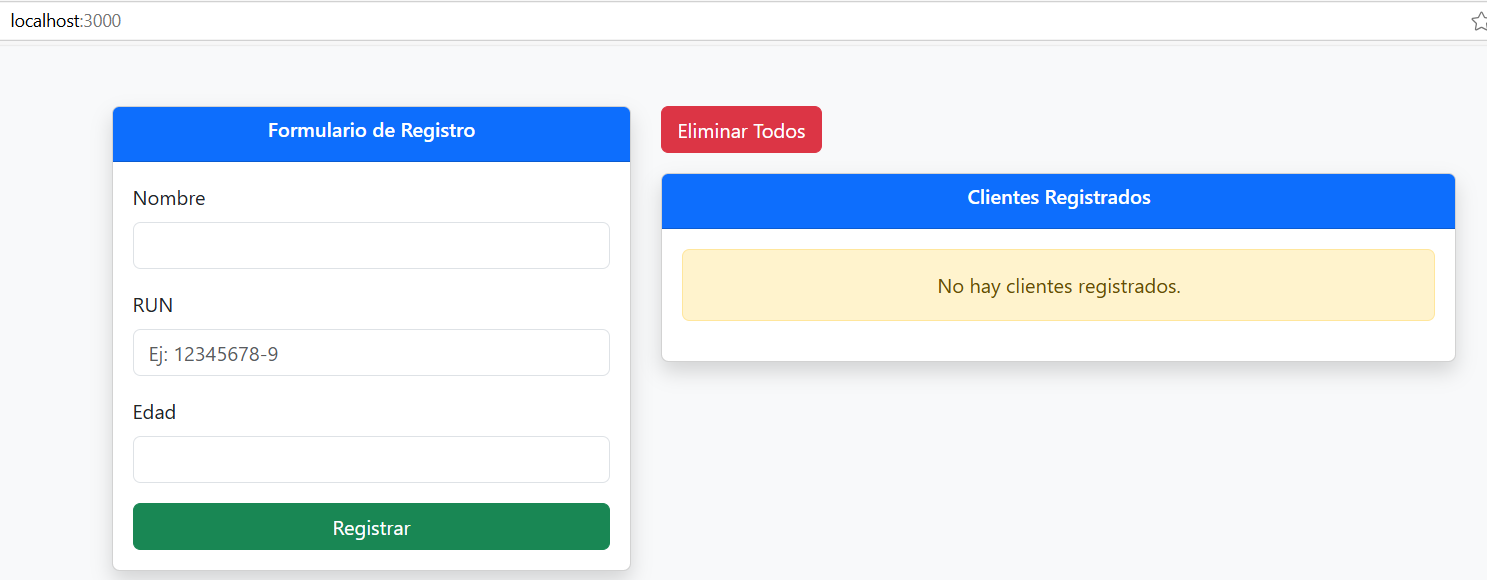 localhost:3000
Formulario de Registro
Nombre
RUN
Ej: 12345678-9
Edad
Registrar
Eliminar Todos
Clientes Registrados
No hay clientes registrados.